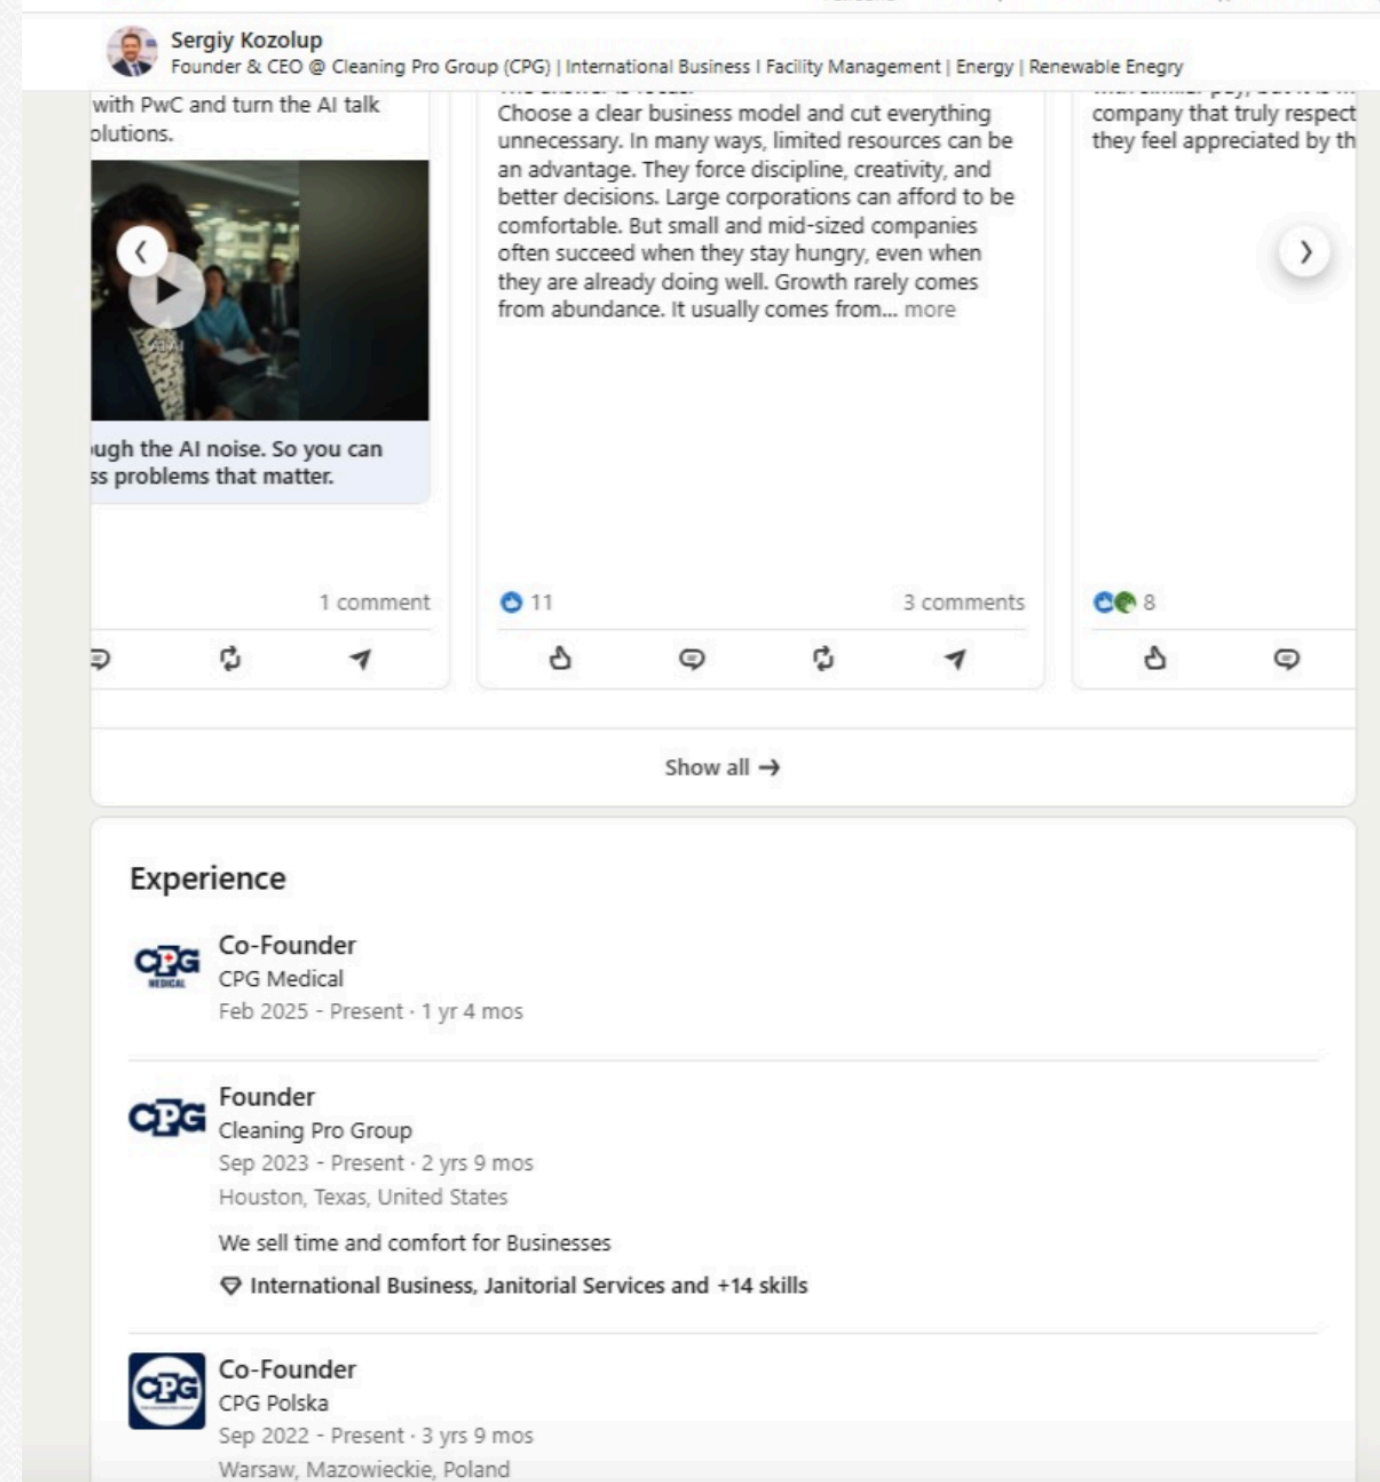 Sergiy Kozolup
Founder & CEO @ Cleaning Pro Group (CPG) | International Business I Facility Management | Energy | Renewable Enegry
with PwC and turn the AI talk
olutions.
ugh the AI noise. So you can
ss problems that matter.
1 comment
Choose a clear business model and cut everything
unnecessary. In many ways, limited resources can be
an advantage. They force discipline, creativity, and
better decisions. Large corporations can afford to be
comfortable. But small and mid-sized companies
often succeed when they stay hungry, even when
they are already doing well. Growth rarely comes
from abundance. It usually comes from... more
11
3 comments
company that truly respect
they feel appreciated by th
8
Show all →
Experience
CPG
MEDICAL
Co-Founder
CPG Medical
Feb 2025 - Present · 1 yr 4 mos
CPG
Founder
Cleaning Pro Group
Sep 2023 - Present · 2 yrs 9 mos
Houston, Texas, United States
We sell time and comfort for Businesses
International Business, Janitorial Services and +14 skills
CPG
Co-Founder
CPG Polska
Sep 2022 - Present · 3 yrs 9 mos
Warsaw, Mazowieckie, Poland